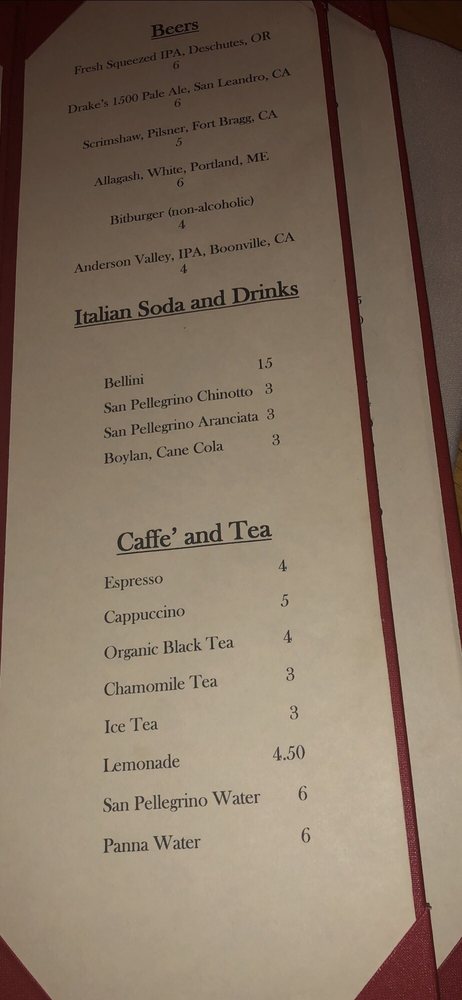 Beers
Fresh Squeezed IPA, Deschutes, OR
6
Drake's 1500 Pale Ale, San Leandro, CA
6
Scrimshaw, Pilsner, Fort Bragg, CA
5
Allagash, White, Portland, ME
6
Bitburger (non-alcoholic)
4
Anderson Valley, IPA, Boonville, CA
4
Italian Soda and Drinks
Bellini 15
San Pellegrino Chinotto 3
San Pellegrino Aranciata 3
Boylan, Cane Cola 3
Caffe' and Tea
Espresso 4
Cappuccino 5
Organic Black Tea 4
Chamomile Tea 3
Ice Tea 3
Lemonade 4.50
San Pellegrino Water 6
Panna Water 6